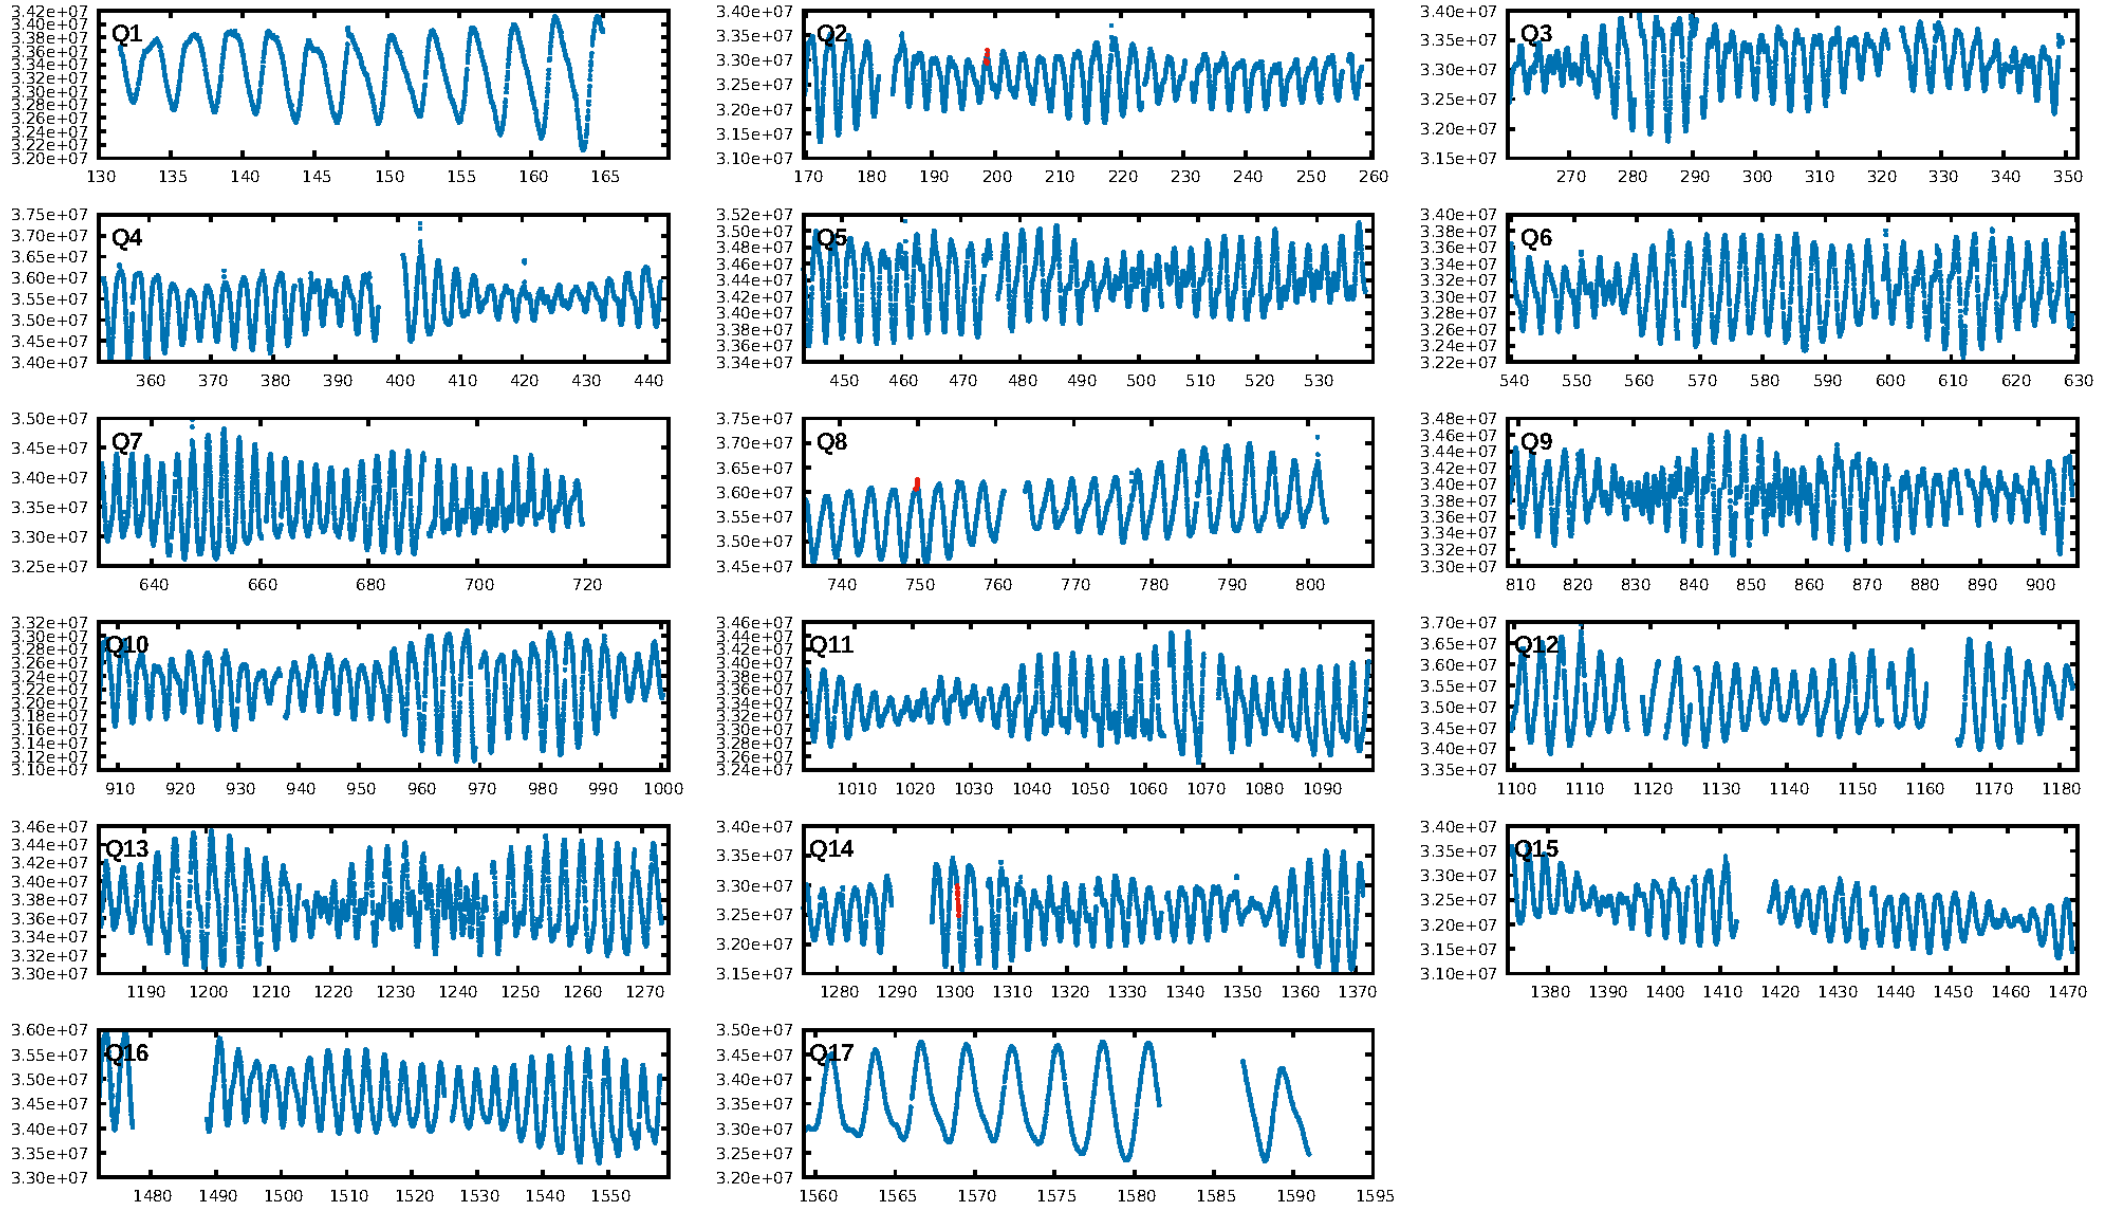 Q1
3.42e+07
3.40e+07
3.38e+07
3.36e+07
3.34e+07
3.32e+07
3.30e+07
3.28e+07
3.26e+07
3.24e+07
3.22e+07
3.20e+07
130 135 140 145 150 155 160 165
Q2
3.40e+07
3.35e+07
3.30e+07
3.25e+07
3.20e+07
3.15e+07
3.10e+07
170 180 190 200 210 220 230 240 250 260
Q3
3.40e+07
3.35e+07
3.30e+07
3.25e+07
3.20e+07
3.15e+07
270 280 290 300 310 320 330 340 350
Q4
3.75e+07
3.70e+07
3.65e+07
3.60e+07
3.55e+07
3.50e+07
3.45e+07
3.40e+07
360 370 380 390 400 410 420 430 440
Q5
3.52e+07
3.50e+07
3.48e+07
3.46e+07
3.44e+07
3.42e+07
3.40e+07
3.38e+07
3.36e+07
3.34e+07
450 460 470 480 490 500 510 520 530
Q6
3.40e+07
3.38e+07
3.36e+07
3.34e+07
3.32e+07
3.30e+07
3.28e+07
3.26e+07
3.24e+07
3.22e+07
540 550 560 570 580 590 600 610 620 630
Q7
3.50e+07
3.45e+07
3.40e+07
3.35e+07
3.30e+07
3.25e+07
640 660 680 700 720
Q8
3.75e+07
3.70e+07
3.65e+07
3.60e+07
3.55e+07
3.50e+07
3.45e+07
740 750 760 770 780 790 800
Q9
3.48e+07
3.46e+07
3.44e+07
3.42e+07
3.40e+07
3.38e+07
3.36e+07
3.34e+07
3.32e+07
3.30e+07
810 820 830 840 850 860 870 880 890 900
Q10
3.32e+07
3.30e+07
3.28e+07
3.26e+07
3.24e+07
3.22e+07
3.20e+07
3.18e+07
3.16e+07
3.14e+07
3.12e+07
3.10e+07
910 920 930 940 950 960 970 980 990 1000
Q11
3.46e+07
3.44e+07
3.42e+07
3.40e+07
3.38e+07
3.36e+07
3.34e+07
3.32e+07
3.30e+07
3.28e+07
3.26e+07
3.24e+07
1010 1020 1030 1040 1050 1060 1070 1080 1090
Q12
3.70e+07
3.65e+07
3.60e+07
3.55e+07
3.50e+07
3.45e+07
3.40e+07
3.35e+07
1100 1110 1120 1130 1140 1150 1160 1170 1180
Q13
3.46e+07
3.44e+07
3.42e+07
3.40e+07
3.38e+07
3.36e+07
3.34e+07
3.32e+07
3.30e+07
1190 1200 1210 1220 1230 1240 1250 1260 1270
Q14
3.40e+07
3.35e+07
3.30e+07
3.25e+07
3.20e+07
3.15e+07
1280 1290 1300 1310 1320 1330 1340 1350 1360 1370
Q15
3.40e+07
3.35e+07
3.30e+07
3.25e+07
3.20e+07
3.15e+07
3.10e+07
1380 1390 1400 1410 1420 1430 1440 1450 1460 1470
Q16
3.60e+07
3.55e+07
3.50e+07
3.45e+07
3.40e+07
3.35e+07
3.30e+07
1480 1490 1500 1510 1520 1530 1540 1550
Q17
3.50e+07
3.45e+07
3.40e+07
3.35e+07
3.30e+07
3.25e+07
3.20e+07
1560 1565 1570 1575 1580 1585 1590 1595